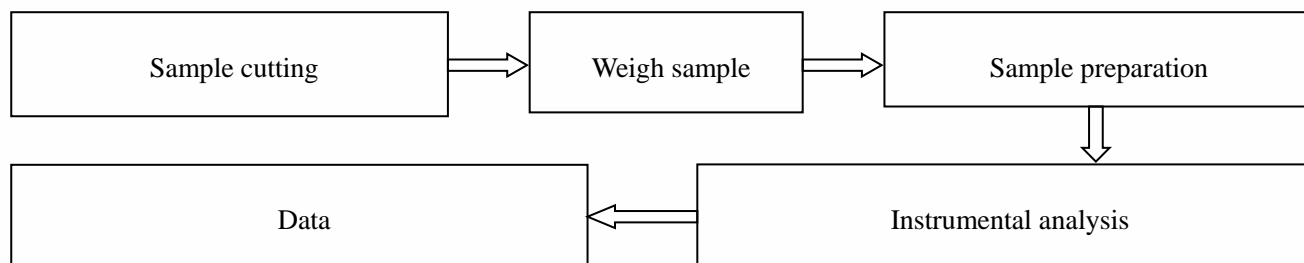 Sample cutting
Weigh sample
Sample preparation
Instrumental analysis
Data